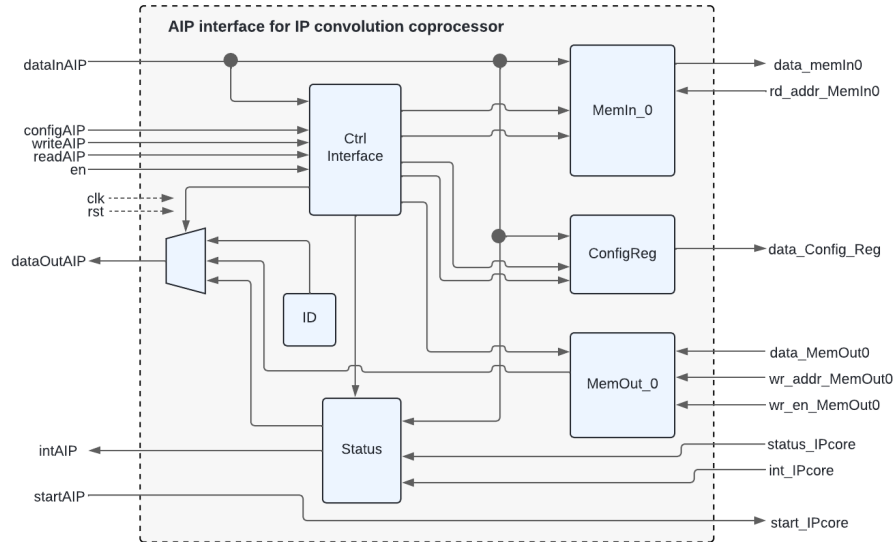 AIP interface for IP convolution coprocessor
dataInAIP
configAIP
writeAIP
readAIP
en
clk
rst
dataOutAIP
intAIP
startAIP
Ctrl
Interface
ID
Status
MemIn_0
ConfigReg
MemOut_0
data_memIn0
rd_addr_MemIn0
data_Config_Reg
data_MemOut0
wr_addr_MemOut0
wr_en_MemOut0
status_IPcore
int_IPcore
start_IPcore